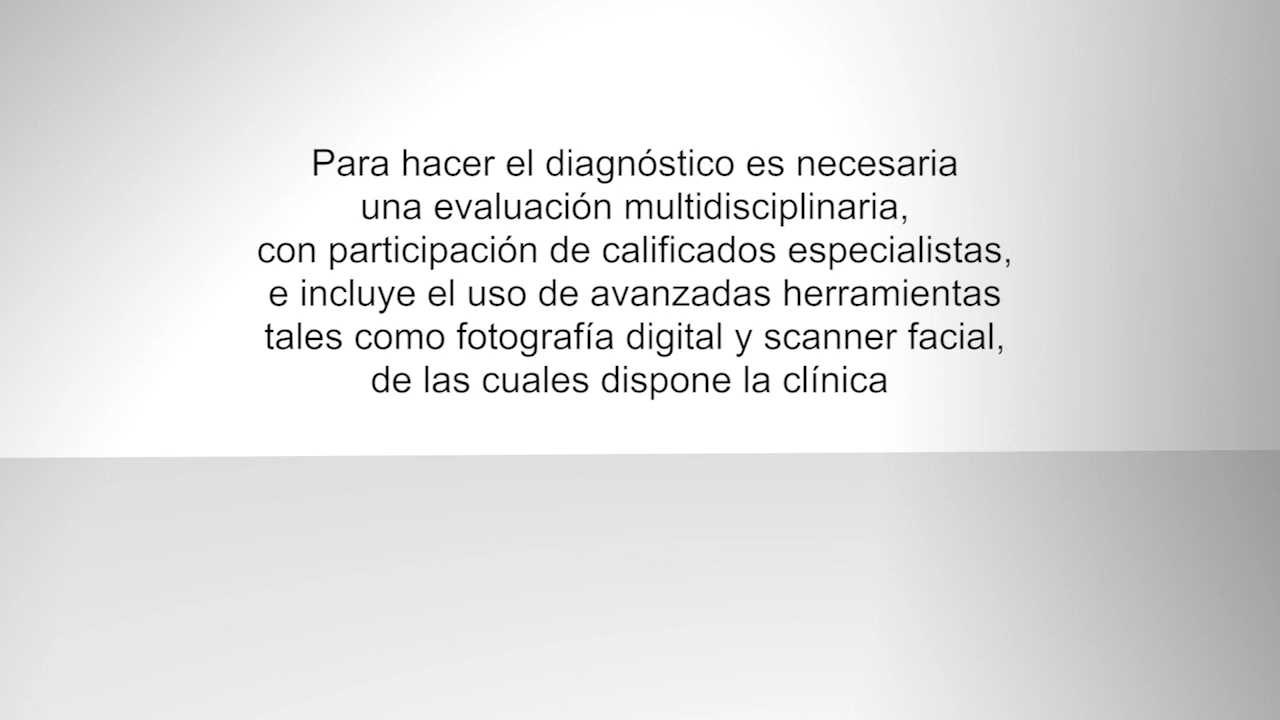 Para hacer el diagnóstico es necesaria
una evaluación multidisciplinaria,
con participación de calificados especialistas,
e incluye el uso de avanzadas herramientas
tales como fotografía digital y scanner facial,
de las cuales dispone la clínica